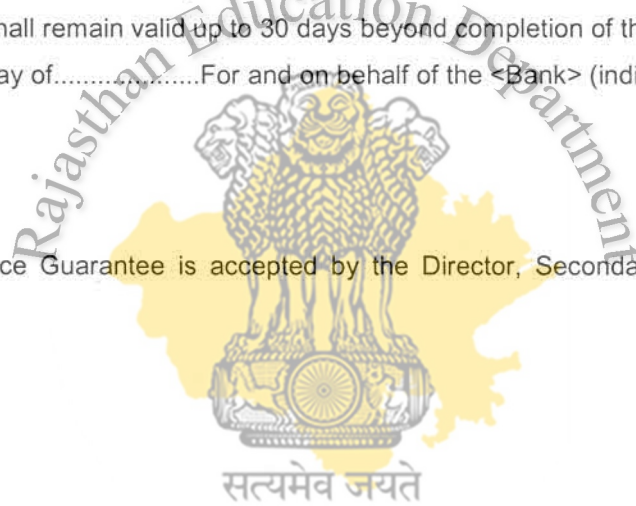 hall remain valid up to 30 days beyond completion of th
ay of....................For and on behalf of the <Bank> (indi
Rajasthan Education Department
ce Guarantee is accepted by the Director, Seconda
सत्यमेव जयते